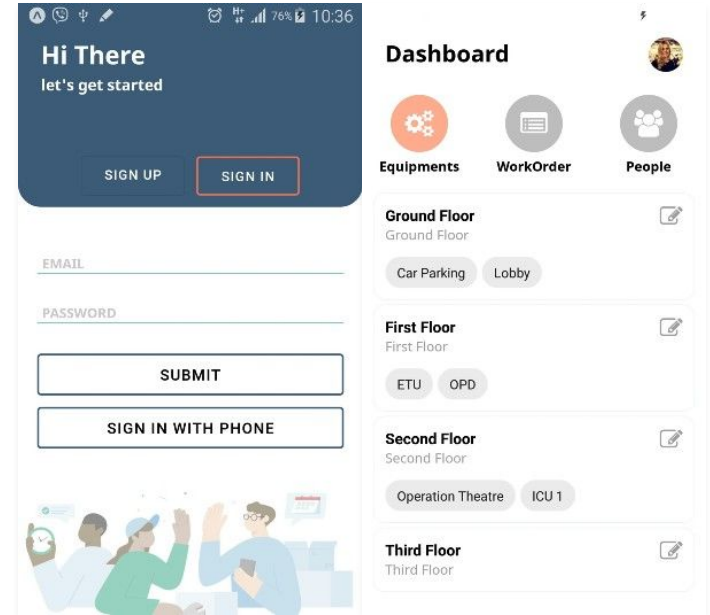 76% 10:36
Hi There
let's get started
SIGN UP
SIGN IN
EMAIL
PASSWORD
SUBMIT
SIGN IN WITH PHONE
Dashboard
Equipments
WorkOrder
People
Ground Floor
Ground Floor
Car Parking
Lobby
First Floor
First Floor
ETU
OPD
Second Floor
Second Floor
Operation Theatre
ICU 1
Third Floor
Third Floor